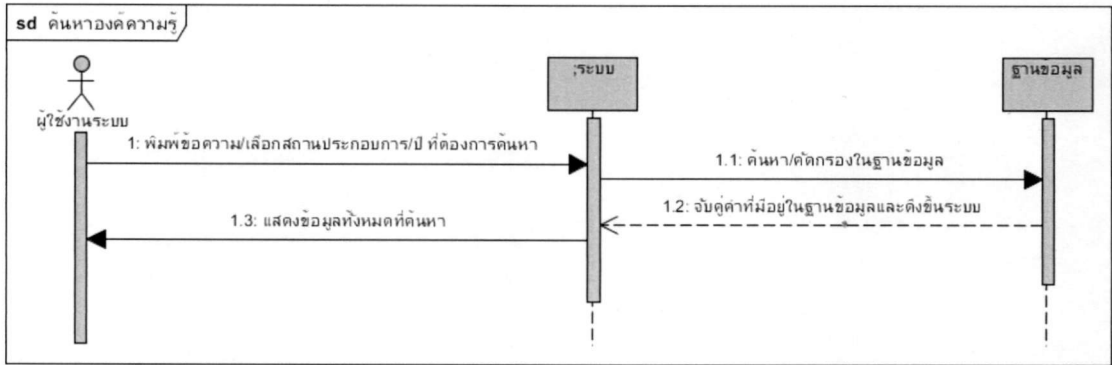 sd ค้นหาองค์ความรู้
ผู้ใช้งานระบบ
;ระบบ
ฐานข้อมูล
1: พิมพ์ข้อความ/เลือกสถานประกอบการ/ปี ที่ต้องการค้นหา
1.1: ค้นหา/คัดกรองในฐานข้อมูล
1.2: จับคู่คำที่มีอยู่ในฐานข้อมูลและดึงขึ้นระบบ
1.3: แสดงข้อมูลทั้งหมดที่ค้นหา